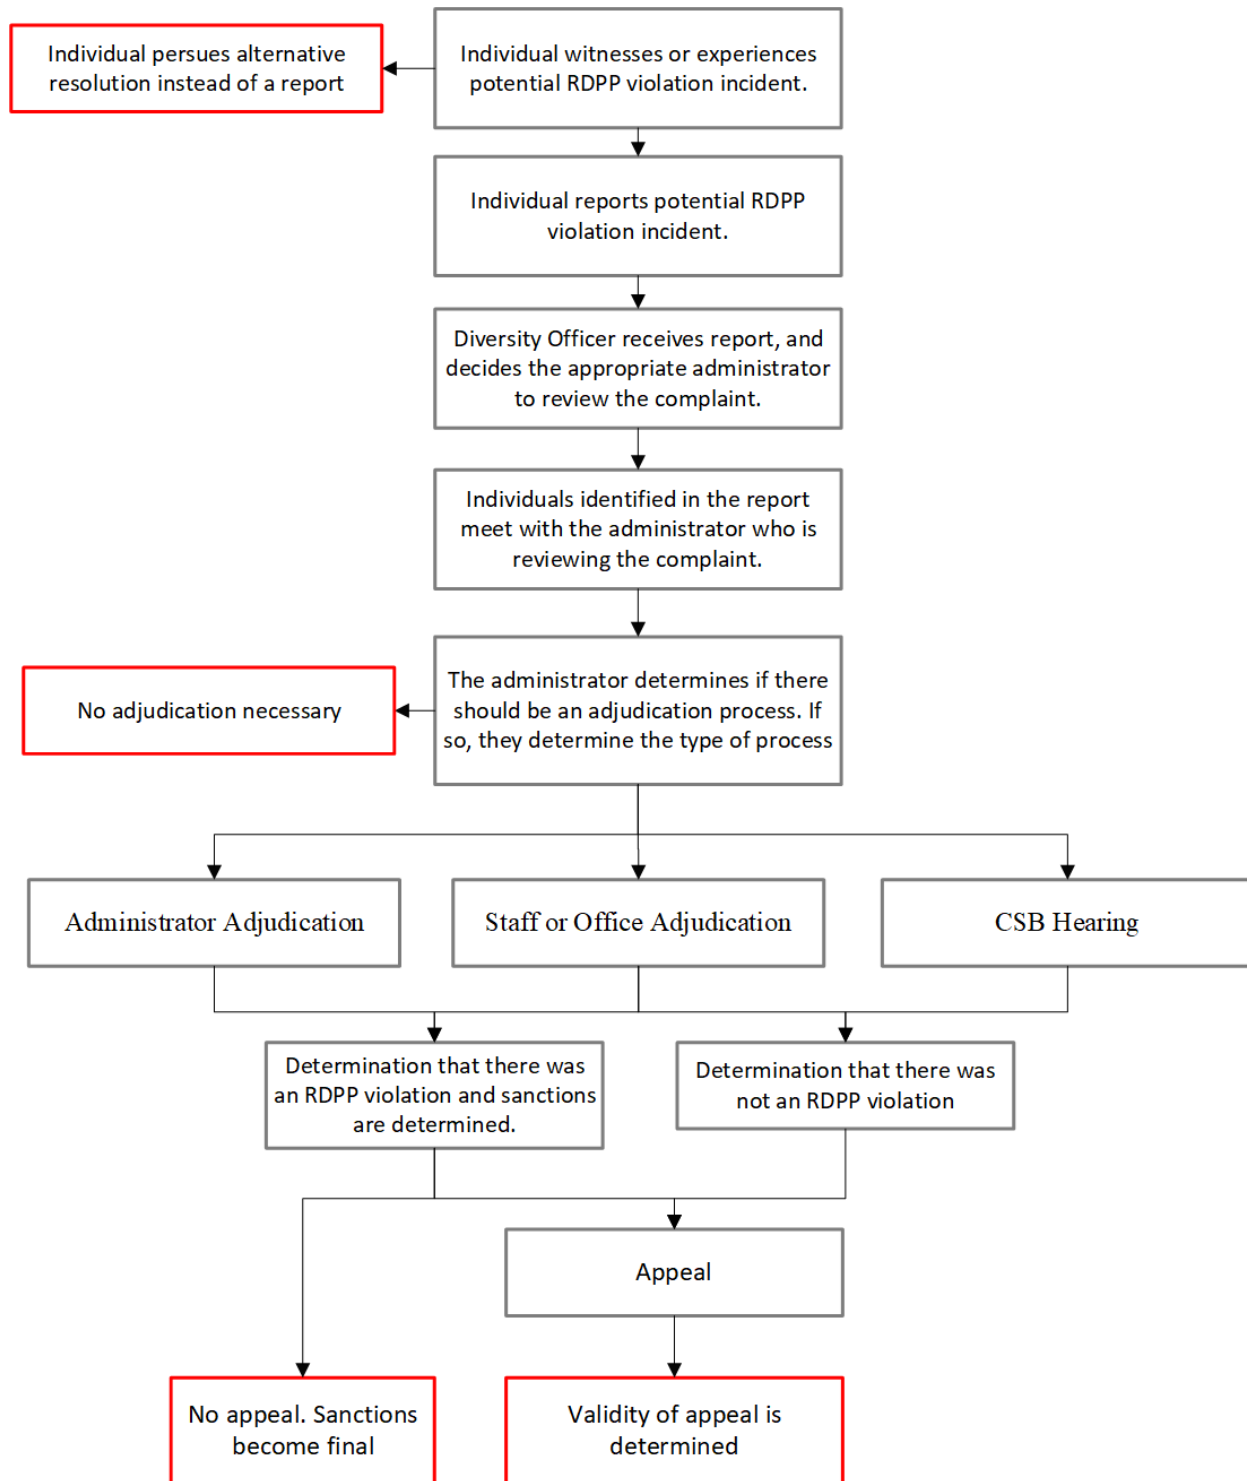 Individual persues alternative
resolution instead of a report
Individual witnesses or experiences
potential RDPP violation incident.
Individual reports potential RDPP
violation incident.
Diversity Officer receives report, and
decides the appropriate administrator
to review the complaint.
Individuals identified in the report
meet with the administrator who is
reviewing the complaint.
No adjudication necessary
The administrator determines if there
should be an adjudication process. If
so, they determine the type of process
Administrator Adjudication
Staff or Office Adjudication
CSB Hearing
Determination that there was
an RDPP violation and sanctions
are determined.
Determination that there was
not an RDPP violation
Appeal
No appeal. Sanctions
become final
Validity of appeal is
determined